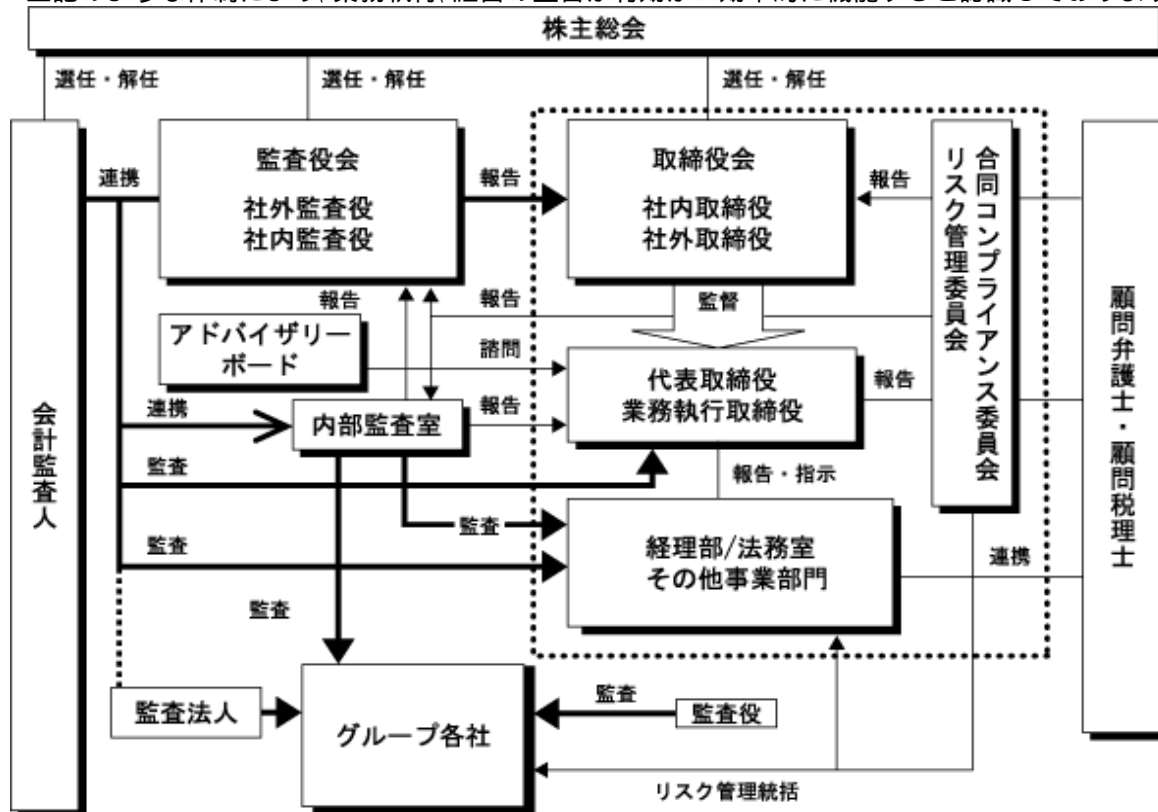 株主総会
選任・解任
選任・解任
選任・解任
監査役会
社外監査役
社内監査役
取締役会
社内取締役
社外取締役
合同コンプライアンス委員会
リスク管理委員会
連携
報告
報告
報告
報告
監督
アドバイザリー
ボード
諮問
代表取締役
業務執行取締役
報告
顧問弁護士・顧問税理士
会計監査人
連携
内部監査室
報告
監査
報告・指示
監査
監査
経理部/法務室
その他事業部門
連携
監査
監査法人
グループ各社
監査
監査役
リスク管理統括